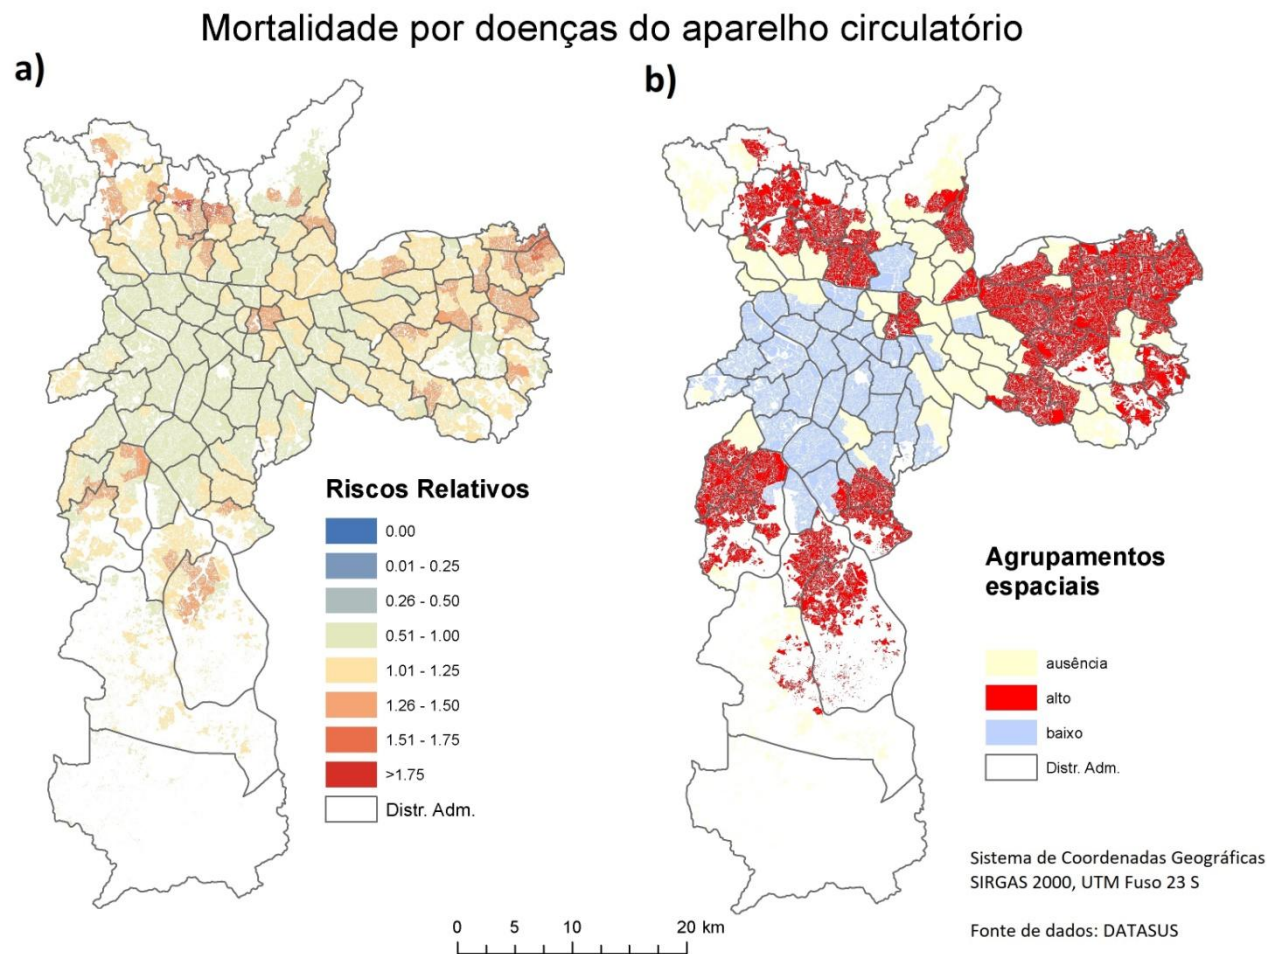 Mortalidade por doenças do aparelho circulatório
a)
b)
Riscos Relativos
0.00
0.01 - 0.25
0.26 - 0.50
0.51 - 1.00
1.01 - 1.25
1.26 - 1.50
1.51 - 1.75
>1.75
Distr. Adm.
Agrupamentos
espaciais
ausência
alto
baixo
Distr. Adm.
Sistema de Coordenadas Geográficas
SIRGAS 2000, UTM Fuso 23 S
Fonte de dados: DATASUS
0 5 10 20 km